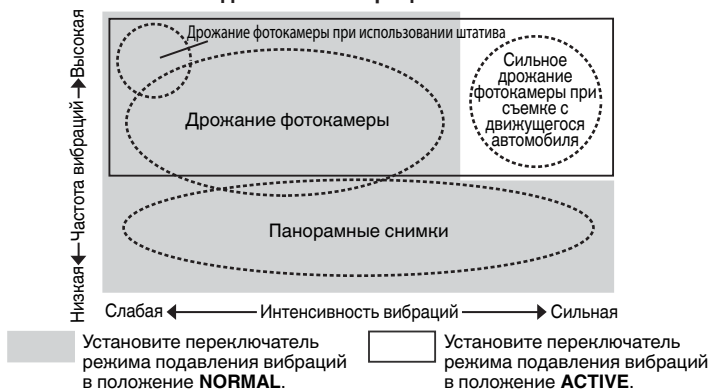 Дрожание фотокамеры при использовании штатива
Сильное
дрожание
фотокамеры при
съемке с
движущегося
автомобиля
Дрожание фотокамеры
Панорамные снимки
Низкая Частота вибраций Высокая
Слабая Интенсивность вибраций Сильная
Установите переключатель
режима подавления вибраций
в положение NORMAL.
Установите переключатель
режима подавления вибраций
в положение ACTIVE.